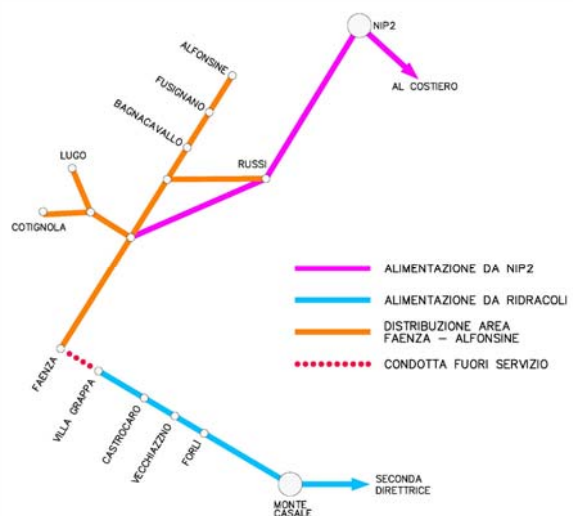 NIP2
AL COSTIERO
ALFONSINE
FUSIGNANO
BAGNACAVALLO
LUGO
RUSSI
COTIGNOLA
ALIMENTAZIONE DA NIP2
ALIMENTAZIONE DA RIDRACOLI
DISTRIBUZIONE AREA
FAENZA – ALFONSINE
CONDOTTA FUORI SERVIZIO
FAENZA
VILLA GRAPPA
CASTROCARO
VECCHIAZZNO
FORLI
MONTE
CASALE
SECONDA
DIRETTRICE